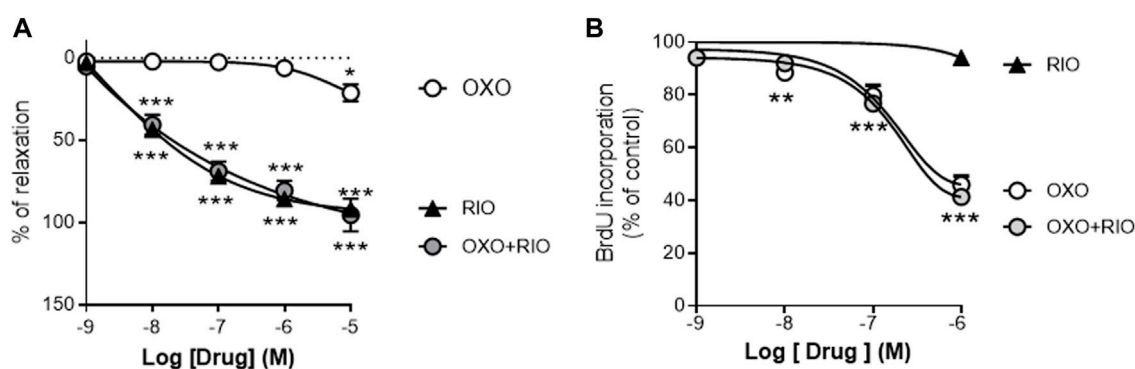 A
% of relaxation
0
50
100
150
***
***
***
***
***
***
*
***
***
-9
-8
-7
-6
-5
Log [Drug] (M)
OXO
RIO
OXO+RIO
B
BrdU incorporation
(% of control)
100
80
60
40
20
0
**
***
***
-9
-8
-7
-6
Log [ Drug ] (M)
RIO
OXO
OXO+RIO